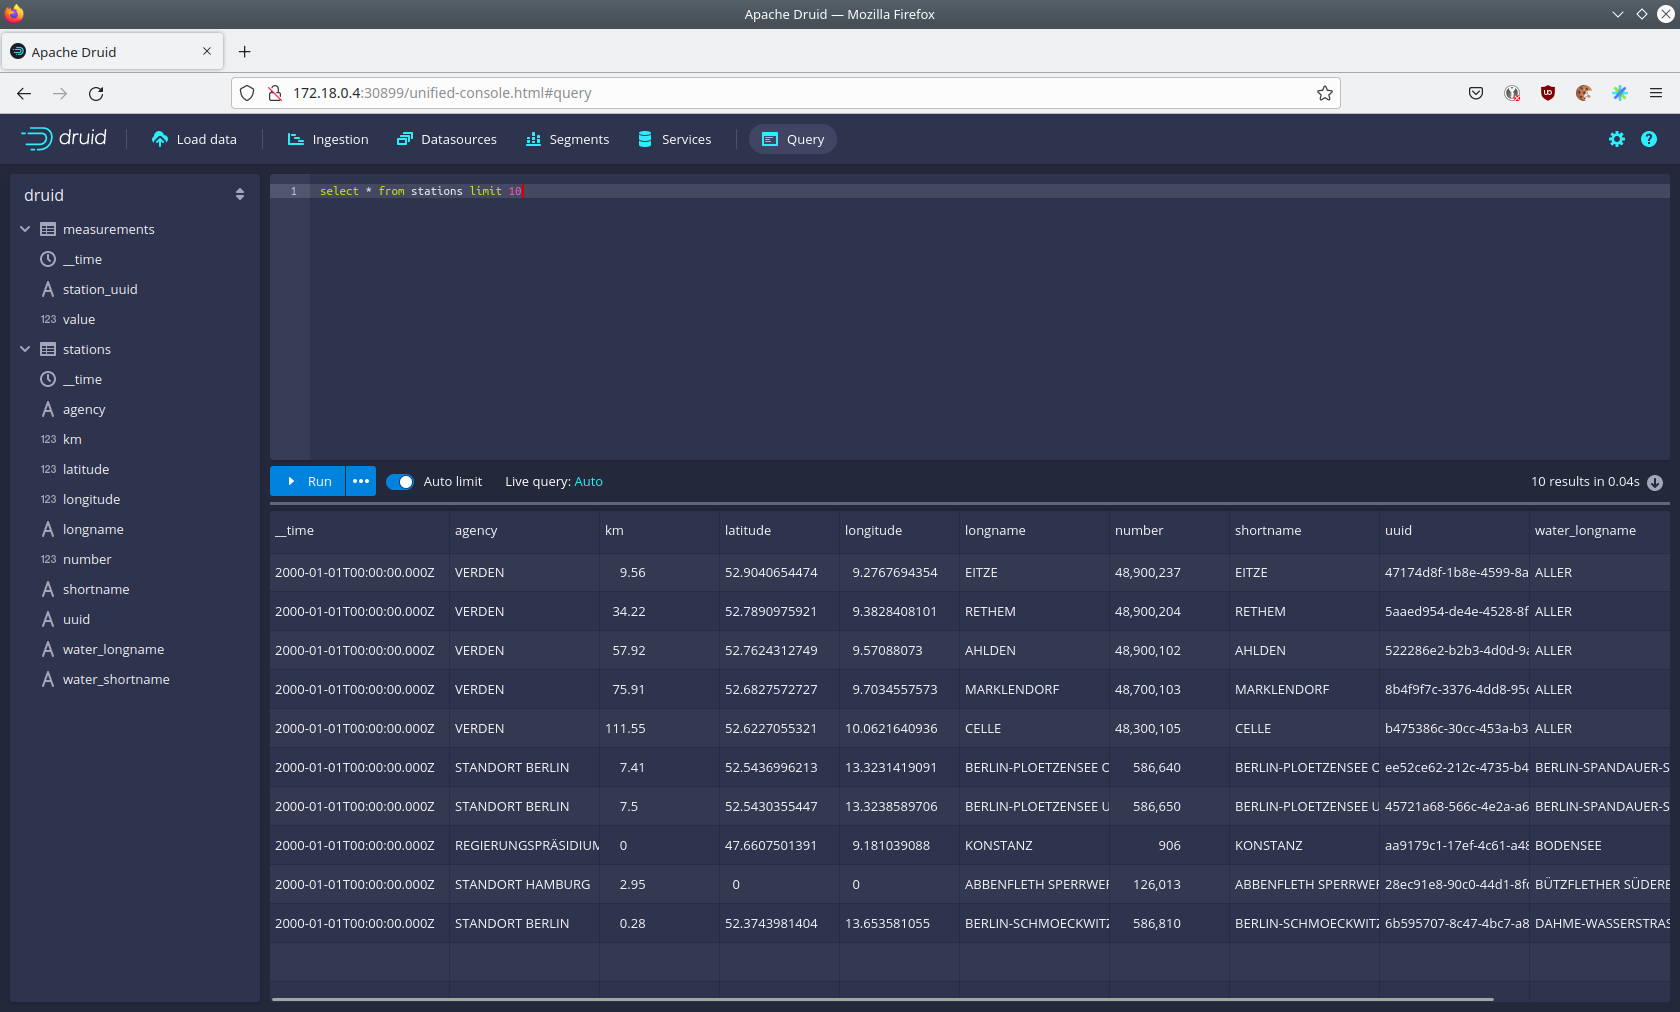 Apache Druid — Mozilla Firefox
Apache Druid
172.18.0.4:30899/unified-console.html#query
druid Load data Ingestion Datasources Segments Services Query
druid
measurements
__time
station_uuid
123 value
stations
__time
agency
123 km
123 latitude
123 longitude
longname
123 number
shortname
uuid
water_longname
water_shortname
1 select * from stations limit 10
Run Auto limit Live query: Auto 10 results in 0.04s
__time agency km latitude longitude longname number shortname uuid water_longname
2000-01-01T00:00:00.000Z VERDEN 9.56 52.9040654474 9.2767694354 EITZE 48,900,237 EITZE 47174d8f-1b8e-4599-8a ALLER
2000-01-01T00:00:00.000Z VERDEN 34.22 52.7890975921 9.3828408101 RETHEM 48,900,204 RETHEM 5aaed954-de4e-4528-8f ALLER
2000-01-01T00:00:00.000Z VERDEN 57.92 52.7624312749 9.57088073 AHLDEN 48,900,102 AHLDEN 522286e2-b2b3-4d0d-9a ALLER
2000-01-01T00:00:00.000Z VERDEN 75.91 52.6827572727 9.7034557573 MARKLENDORF 48,700,103 MARKLENDORF 8b4f9f7c-3376-4dd8-95c ALLER
2000-01-01T00:00:00.000Z VERDEN 111.55 52.6227055321 10.0621640936 CELLE 48,300,105 CELLE b475386c-30cc-453a-b3 ALLER
2000-01-01T00:00:00.000Z STANDORT BERLIN 7.41 52.5436996213 13.3231419091 BERLIN-PLOETZENSEE O 586,640 BERLIN-PLOETZENSEE O ee52ce62-212c-4735-b4 BERLIN-SPANDAUER-S
2000-01-01T00:00:00.000Z STANDORT BERLIN 7.5 52.5430355447 13.3238589706 BERLIN-PLOETZENSEE U 586,650 BERLIN-PLOETZENSEE U 45721a68-566c-4e2a-a6 BERLIN-SPANDAUER-S
2000-01-01T00:00:00.000Z REGIERUNGSPRÄSIDIUM 0 47.6607501391 9.181039088 KONSTANZ 906 KONSTANZ aa9179c1-17ef-4c61-a48 BODENSEE
2000-01-01T00:00:00.000Z STANDORT HAMBURG 2.95 0 0 ABBENFLETH SPERRWER 126,013 ABBENFLETH SPERRWER 28ec91e8-90c0-44d1-8fc BÜTZFLETHER SÜDERE
2000-01-01T00:00:00.000Z STANDORT BERLIN 0.28 52.3743981404 13.653581055 BERLIN-SCHMOECKWITZ 586,810 BERLIN-SCHMOECKWITZ 6b595707-8c47-4bc7-a8 DAHME-WASSERSTRAS